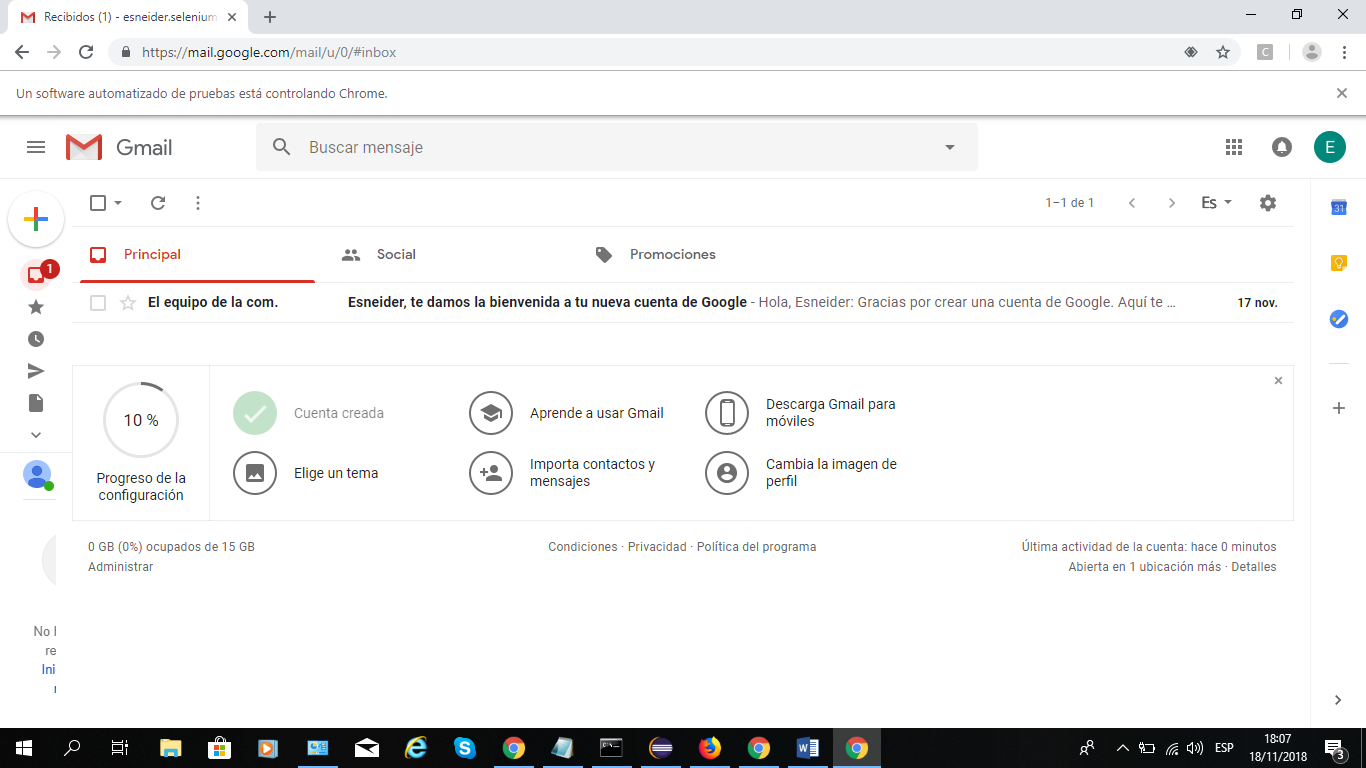 Recibidos (1) - esneider.selenium
https://mail.google.com/mail/u/0/#inbox
C
Un software automatizado de pruebas está controlando Chrome.
Gmail
Buscar mensaje
E
1–1 de 1
Es
31
Principal
Social
Promociones
1
El equipo de la com.
Esneider, te damos la bienvenida a tu nueva cuenta de Google - Hola, Esneider: Gracias por crear una cuenta de Google. Aquí te ...
17 nov.
10 %
Progreso de la
configuración
Cuenta creada
Aprende a usar Gmail
Descarga Gmail para
móviles
Elige un tema
Importa contactos y
mensajes
Cambia la imagen de
perfil
0 GB (0%) ocupados de 15 GB
Administrar
Condiciones · Privacidad · Política del programa
Última actividad de la cuenta: hace 0 minutos
Abierta en 1 ubicación más · Detalles
No
re
Ini
ESP
18:07
18/11/2018
3